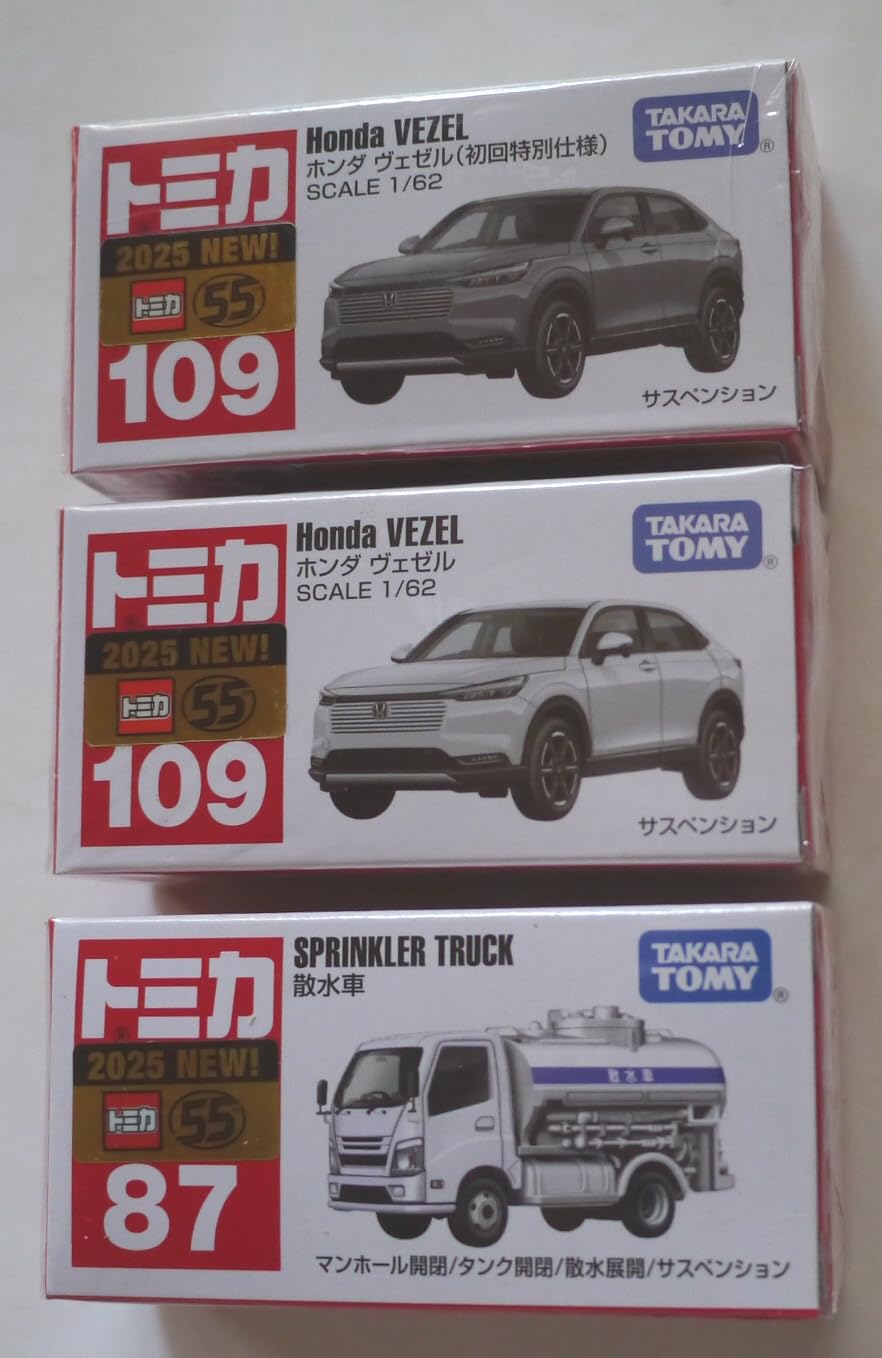 Honda VEZEL
ホンダ ヴェゼル(初回特別仕様)
SCALE 1/62
TAKARA
TOMY®
トミカ
2025 NEW!
トミカ 55
109
サスペンション
Honda VEZEL
ホンダ ヴェゼル
SCALE 1/62
TAKARA
TOMY®
トミカ
2025 NEW!
トミカ 55
109
サスペンション
SPRINKLER TRUCK
散水車
TAKARA
TOMY®
トミカ
2025 NEW!
トミカ 55
87
散水車
マンホール開閉/タンク開閉/散水展開/サスペンション